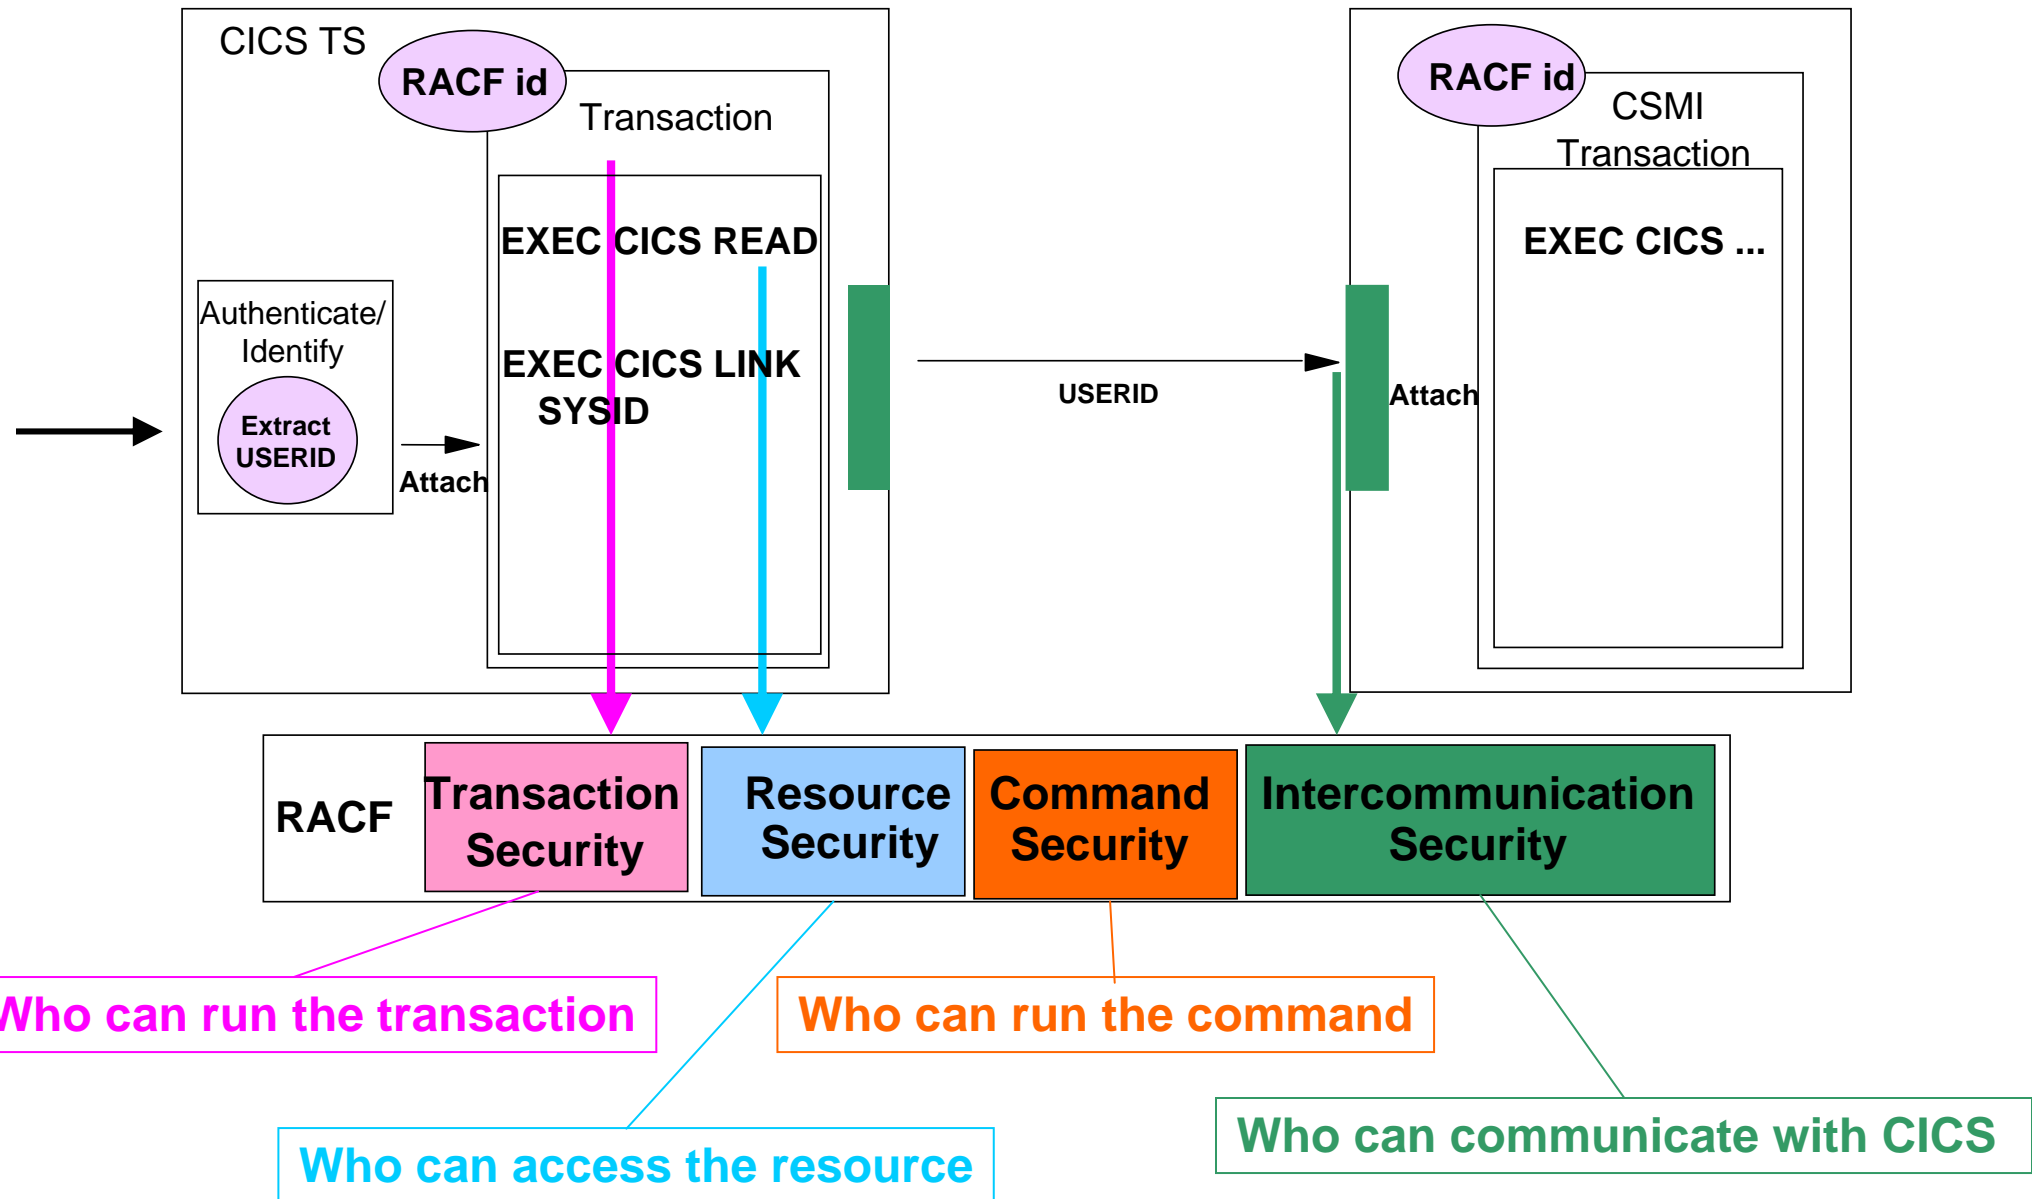 CICS TS
RACF id
Transaction
EXEC CICS READ
EXEC CICS LINK
SYSID
Authenticate/
Identify
Extract
USERID
Attach
USERID
Attach
RACF id
CSMI
Transaction
EXEC CICS ...
RACF
Transaction
Security
Resource
Security
Command
Security
Intercommunication
Security
Who can run the transaction
Who can run the command
Who can access the resource
Who can communicate with CICS